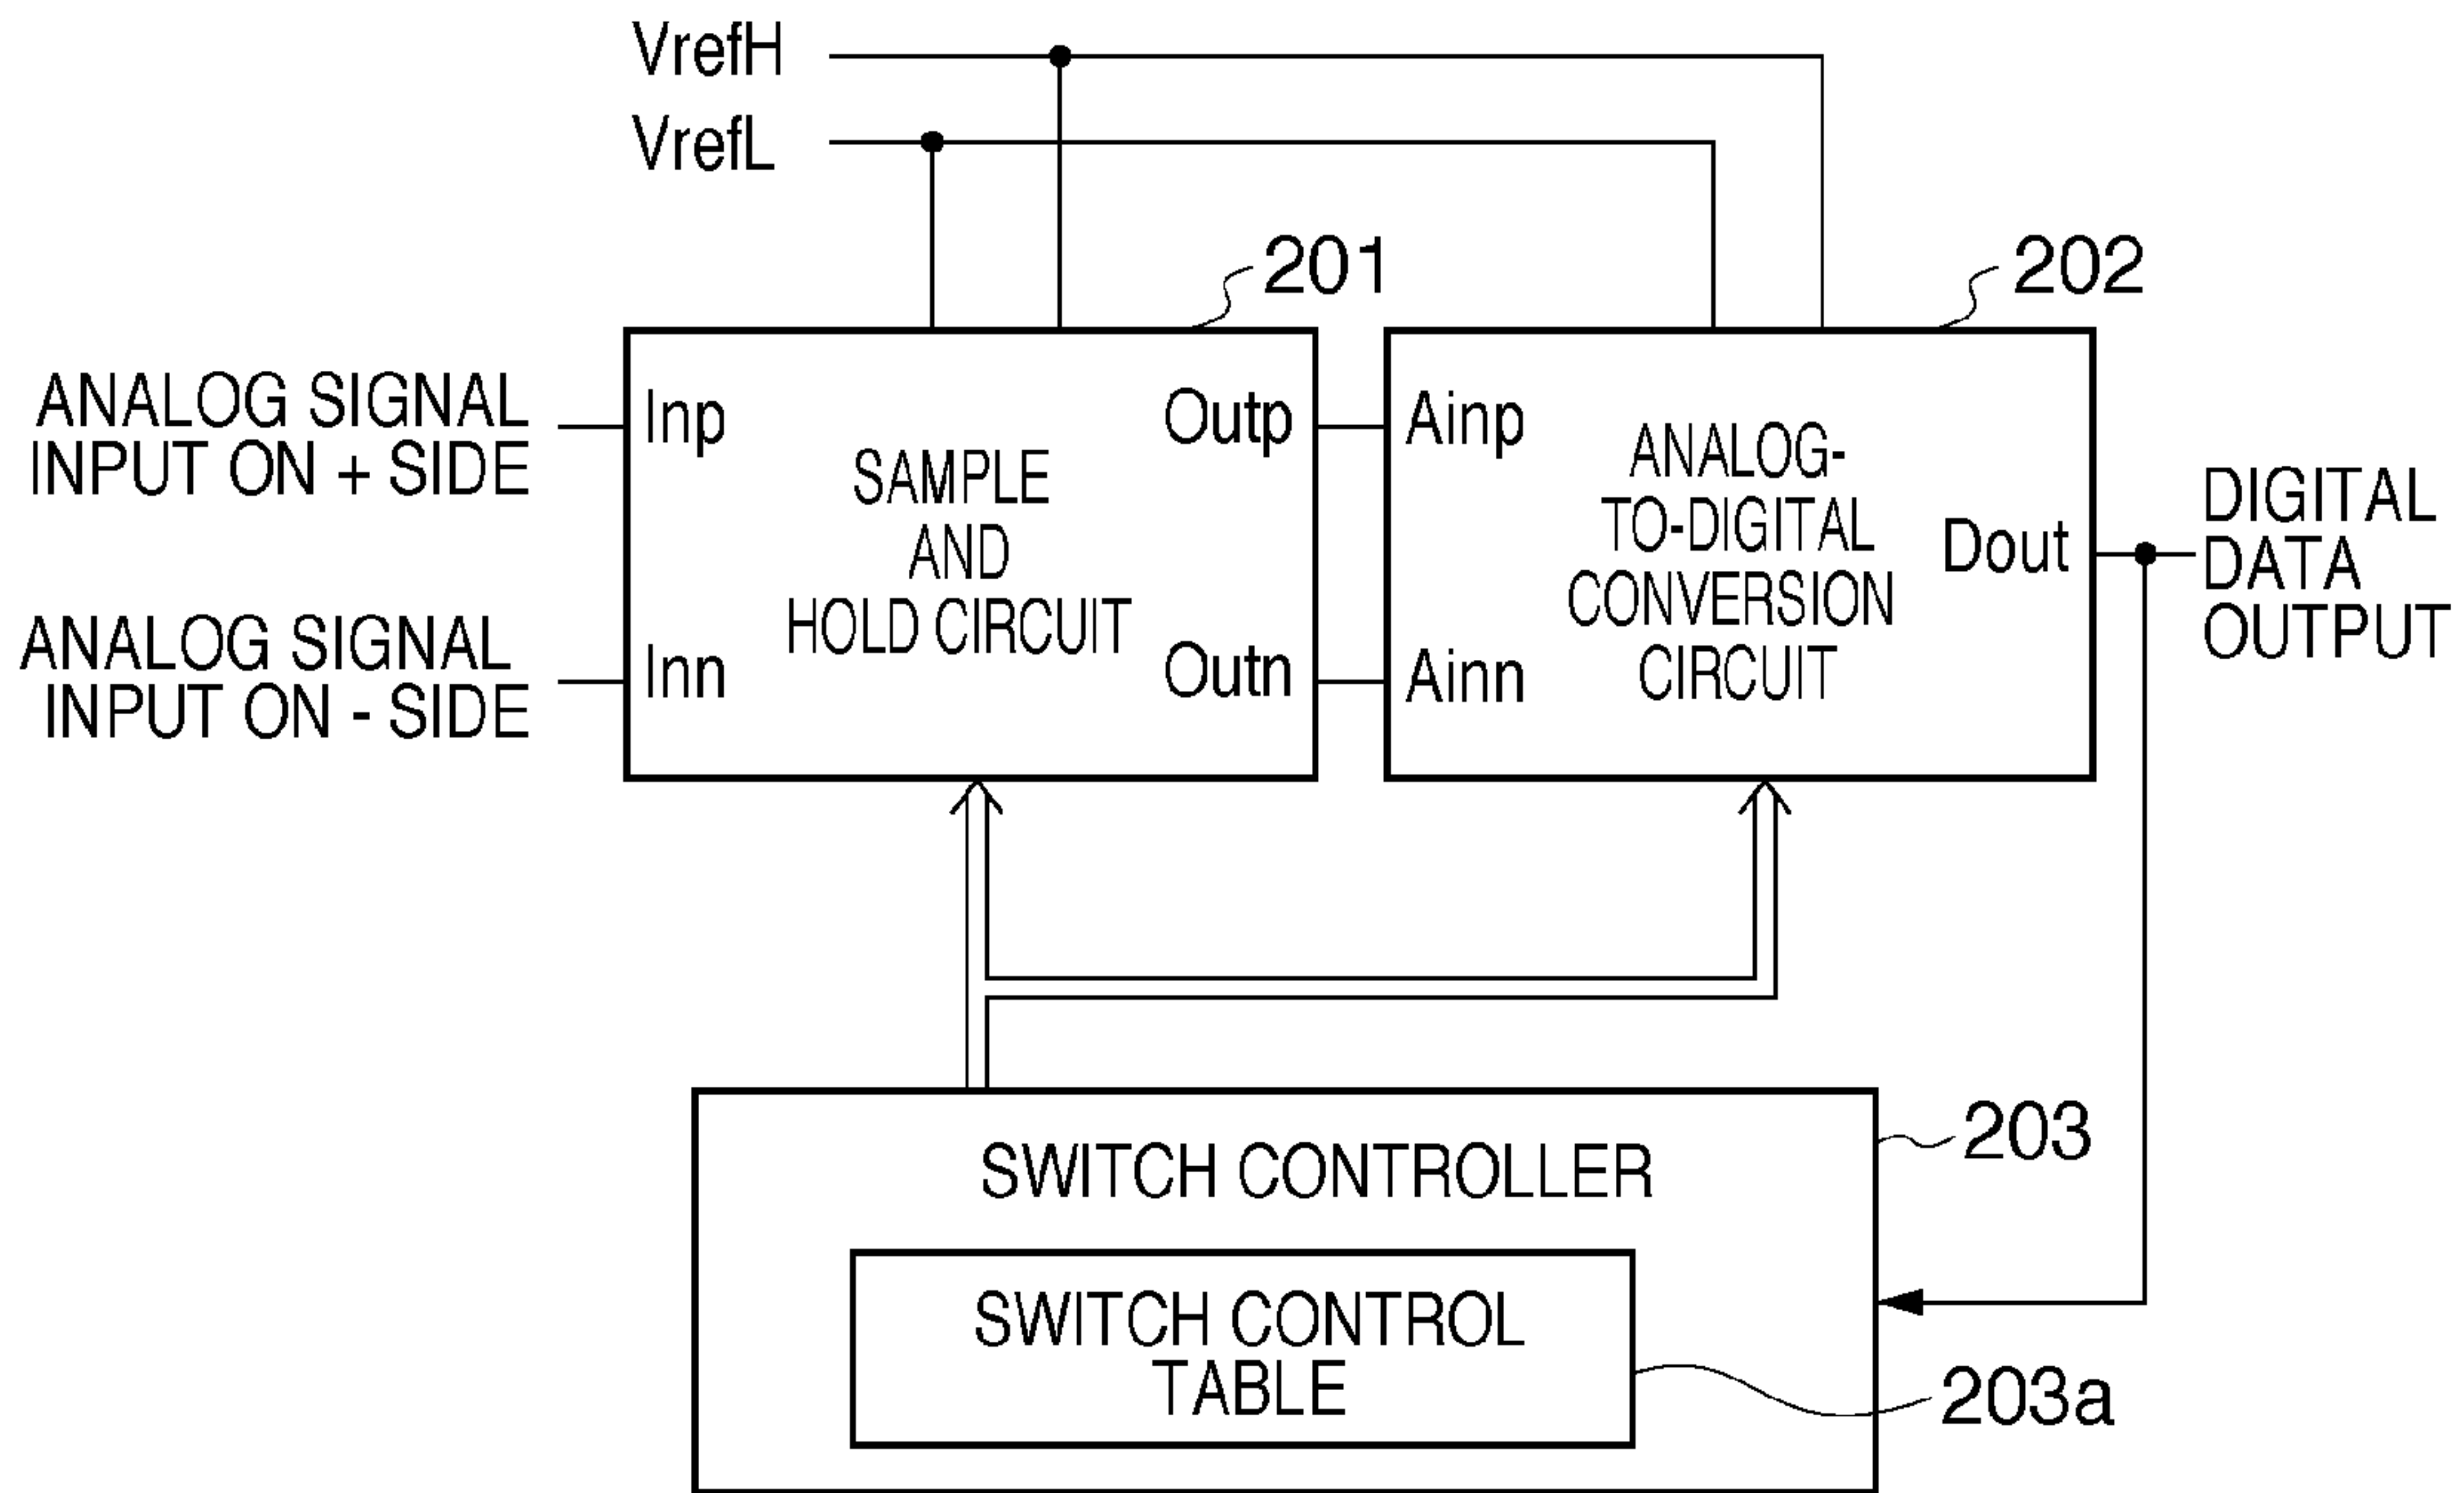 VrefH
VrefL
201
202
ANALOG SIGNAL
INPUT ON + SIDE
ANALOG SIGNAL
INPUT ON - SIDE
Inp
Inn
SAMPLE
AND
HOLD CIRCUIT
Outp
Outn
Ainp
Ainn
ANALOG-
TO-DIGITAL
CONVERSION
CIRCUIT
Dout
DIGITAL
DATA
OUTPUT
SWITCH CONTROLLER
203
SWITCH CONTROL
TABLE
203a